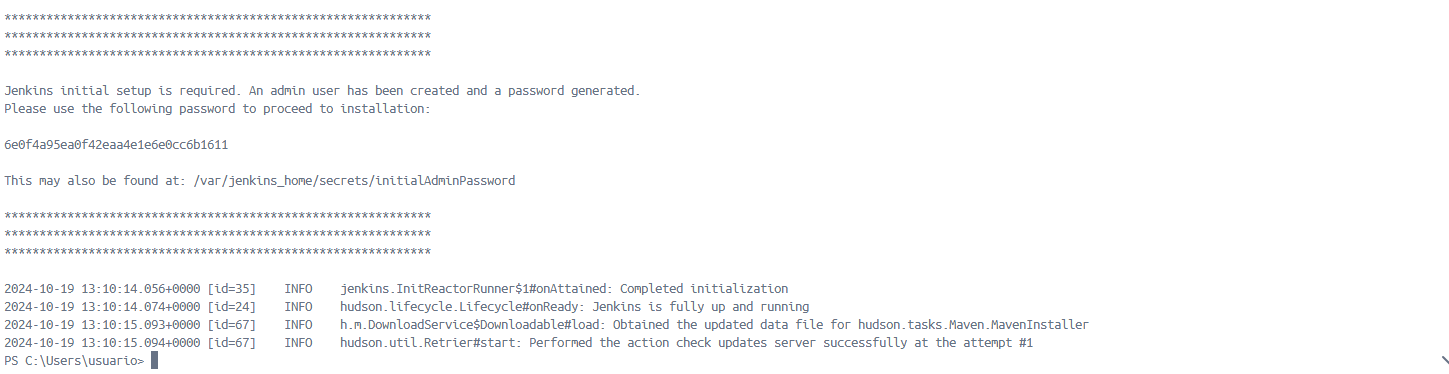 *************************************************************
*************************************************************
*************************************************************
Jenkins initial setup is required. An admin user has been created and a password generated.
Please use the following password to proceed to installation:
6e0f4a95ea0f42eaa4e1e6e0cc6b1611
This may also be found at: /var/jenkins_home/secrets/initialAdminPassword
*************************************************************
*************************************************************
*************************************************************
2024-10-19 13:10:14.056+0000 [id=35]    INFO    jenkins.InitReactorRunner$1#onAttained: Completed initialization
2024-10-19 13:10:14.074+0000 [id=24]    INFO    hudson.lifecycle.Lifecycle#onReady: Jenkins is fully up and running
2024-10-19 13:10:15.093+0000 [id=67]    INFO    h.m.DownloadService$Downloadable#load: Obtained the updated data file for hudson.tasks.Maven.MavenInstaller
2024-10-19 13:10:15.094+0000 [id=67]    INFO    hudson.util.Retrier#start: Performed the action check updates server successfully at the attempt #1
PS C:\Users\usuario>